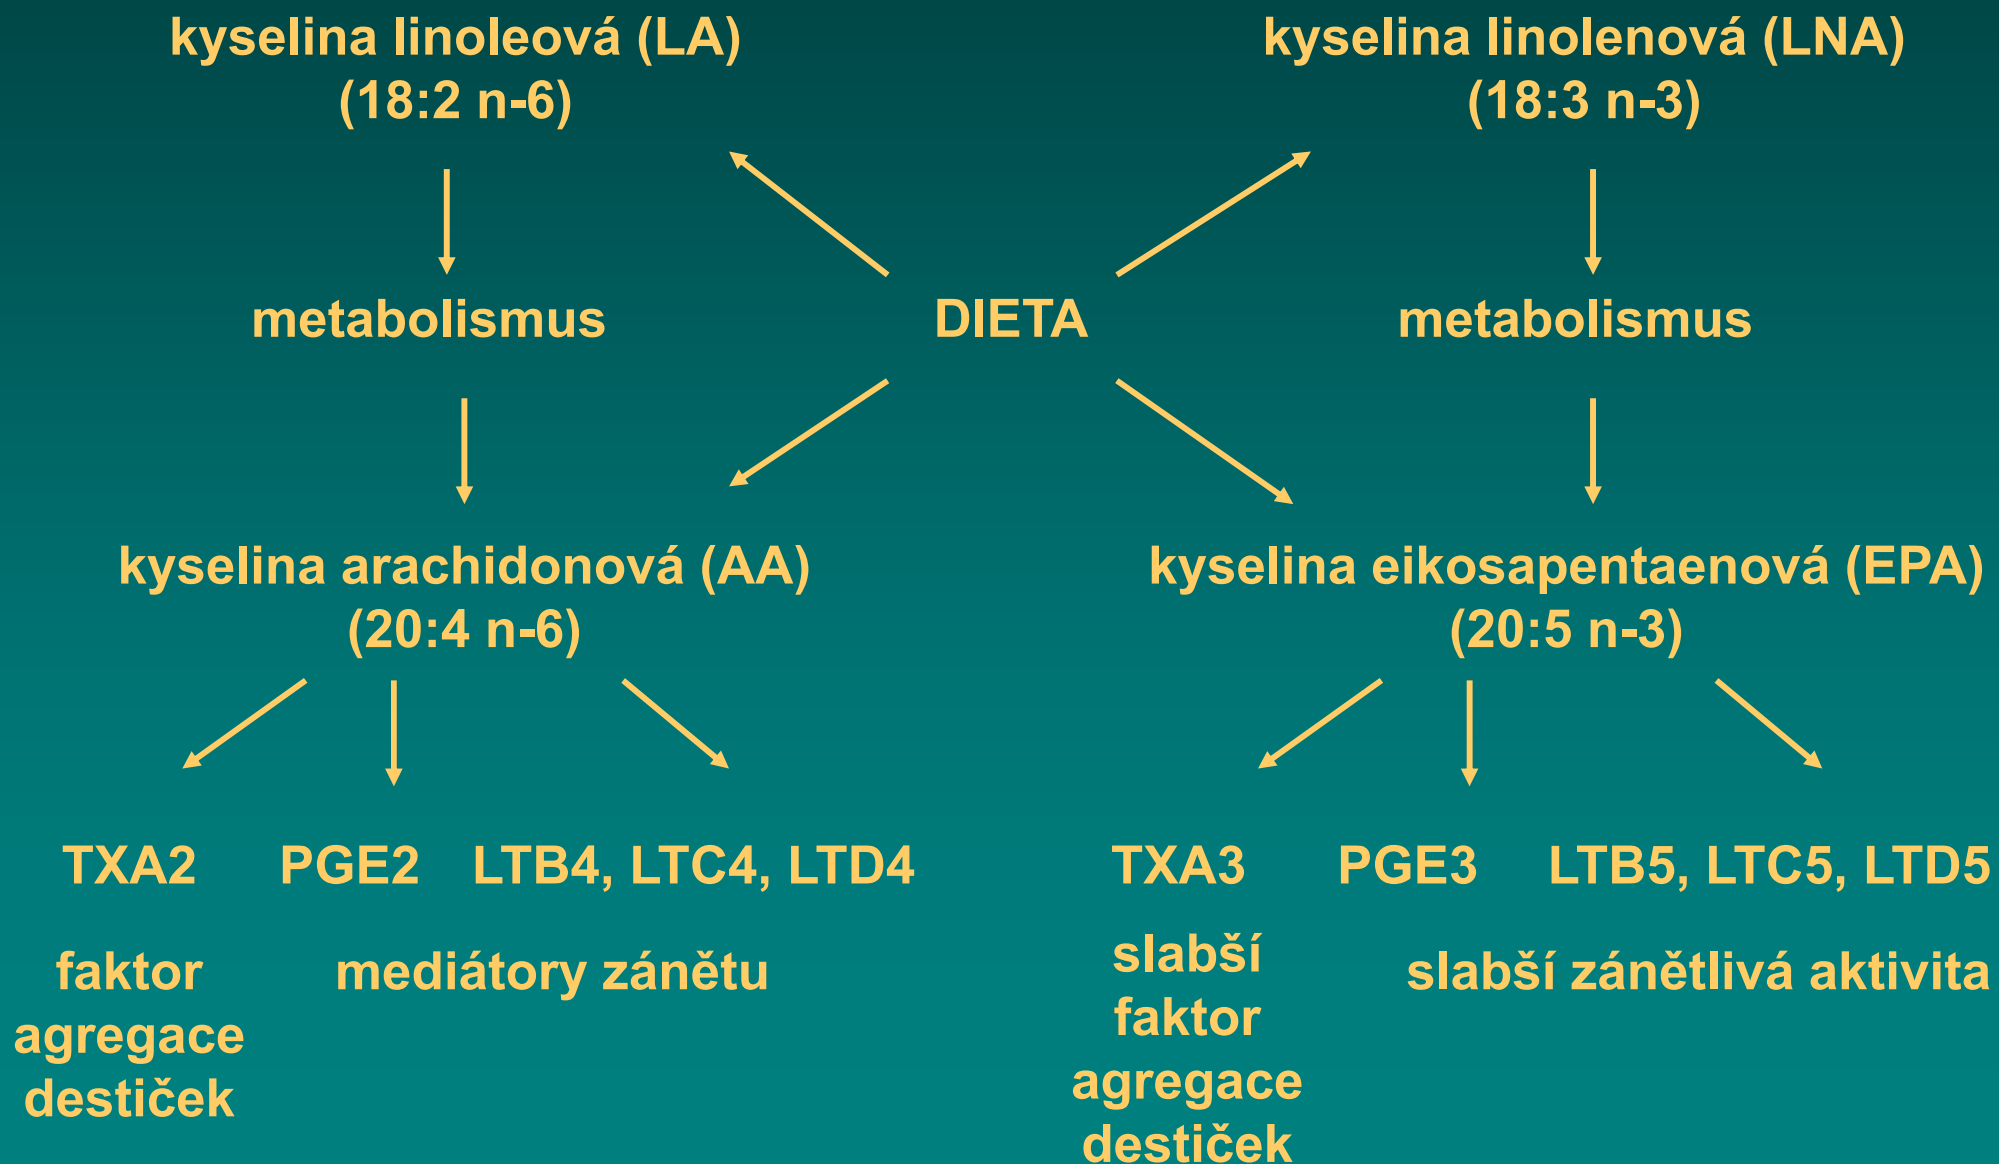 kyselina linoleová (LA)
(18:2 n-6)
kyselina linolenová (LNA)
(18:3 n-3)
metabolismus
DIETA
metabolismus
kyselina arachidonová (AA)
(20:4 n-6)
kyselina eikosapentaenová (EPA)
(20:5 n-3)
TXA2
PGE2
LTB4, LTC4, LTD4
TXA3
PGE3
LTB5, LTC5, LTD5
faktor
agregace
destiček
mediátory zánětu
slabší
faktor
agregace
destiček
slabší zánětlivá aktivita